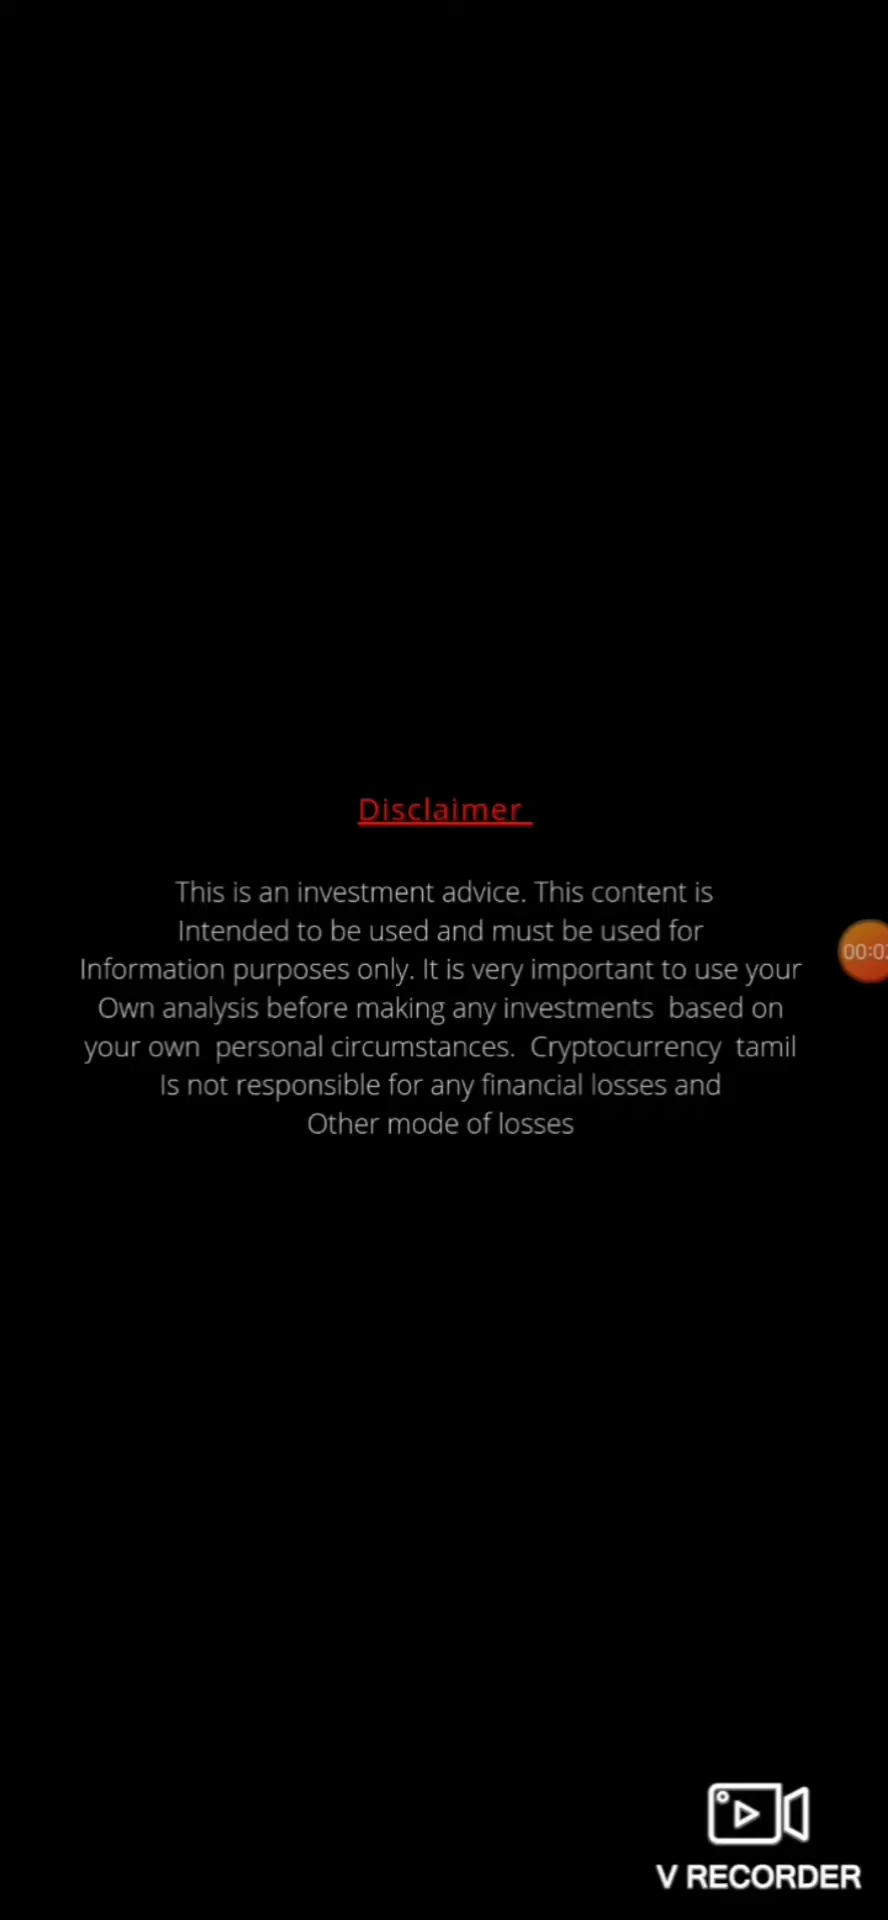 Disclaimer
This is an investment advice. This content is
Intended to be used and must be used for
Information purposes only. It is very important to use your
Own analysis before making any investments based on
your own personal circumstances. Cryptocurrency tamil
Is not responsible for any financial losses and
Other mode of losses
V RECORDER